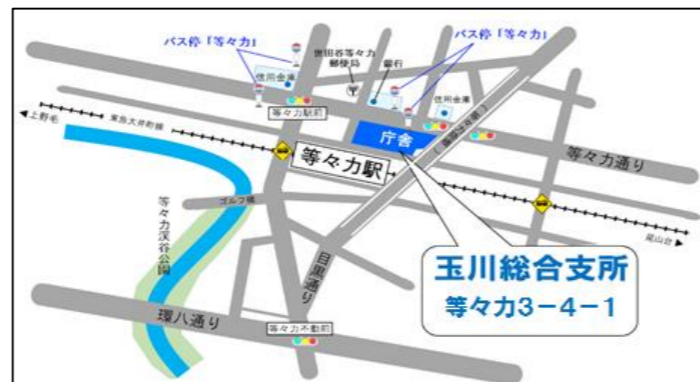 バス停「等々力」
世田谷等々力
郵便局
銀行
バス停「等々力」
信用金庫
信用金庫
等々力駅前
庁舎
◀上野毛
東急大井町線
等々力駅
等々力通り
ゴルフ橋
尾山台▶
等々力渓谷公園
目黒通り
玉川総合支所
等々力3-4-1
環八通り
等々力不動前